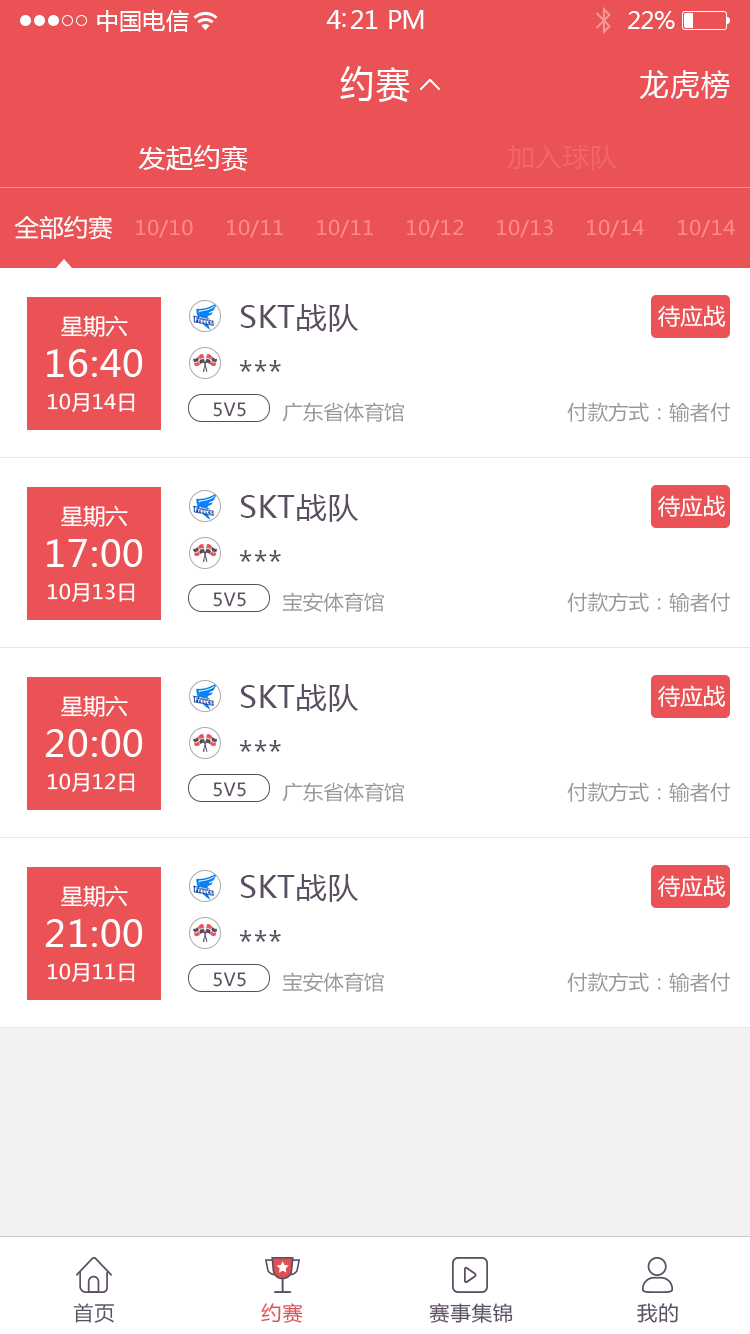 中国电信 4:21 PM 22%
约赛 龙虎榜
发起约赛 加入球队
全部约赛 10/10 10/11 10/11 10/12 10/13 10/14 10/14
星期六 SKT战队 待应战
16:40 ***
10月14日 5V5 广东省体育馆 付款方式：输者付
星期六 SKT战队 待应战
17:00 ***
10月13日 5V5 宝安体育馆 付款方式：输者付
星期六 SKT战队 待应战
20:00 ***
10月12日 5V5 广东省体育馆 付款方式：输者付
星期六 SKT战队 待应战
21:00 ***
10月11日 5V5 宝安体育馆 付款方式：输者付
首页 约赛 赛事集锦 我的